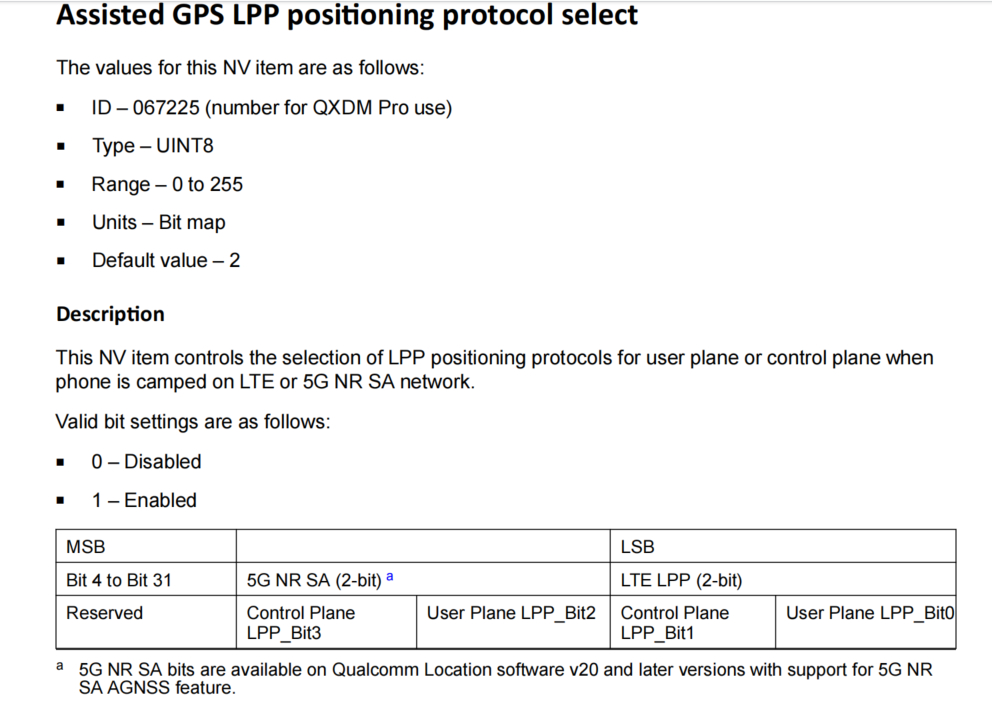 Assisted GPS LPP positioning protocol select
The values for this NV item are as follows:
▪ ID – 067225 (number for QXDM Pro use)
▪ Type – UINT8
▪ Range – 0 to 255
▪ Units – Bit map
▪ Default value – 2
Description
This NV item controls the selection of LPP positioning protocols for user plane or control plane when
phone is camped on LTE or 5G NR SA network.
Valid bit settings are as follows:
▪ 0 – Disabled
▪ 1 – Enabled
MSB LSB
Bit 4 to Bit 31 5G NR SA (2-bit) a LTE LPP (2-bit)
Reserved Control Plane LPP_Bit3 User Plane LPP_Bit2 Control Plane LPP_Bit1 User Plane LPP_Bit0
a 5G NR SA bits are available on Qualcomm Location software v20 and later versions with support for 5G NR
SA AGNSS feature.